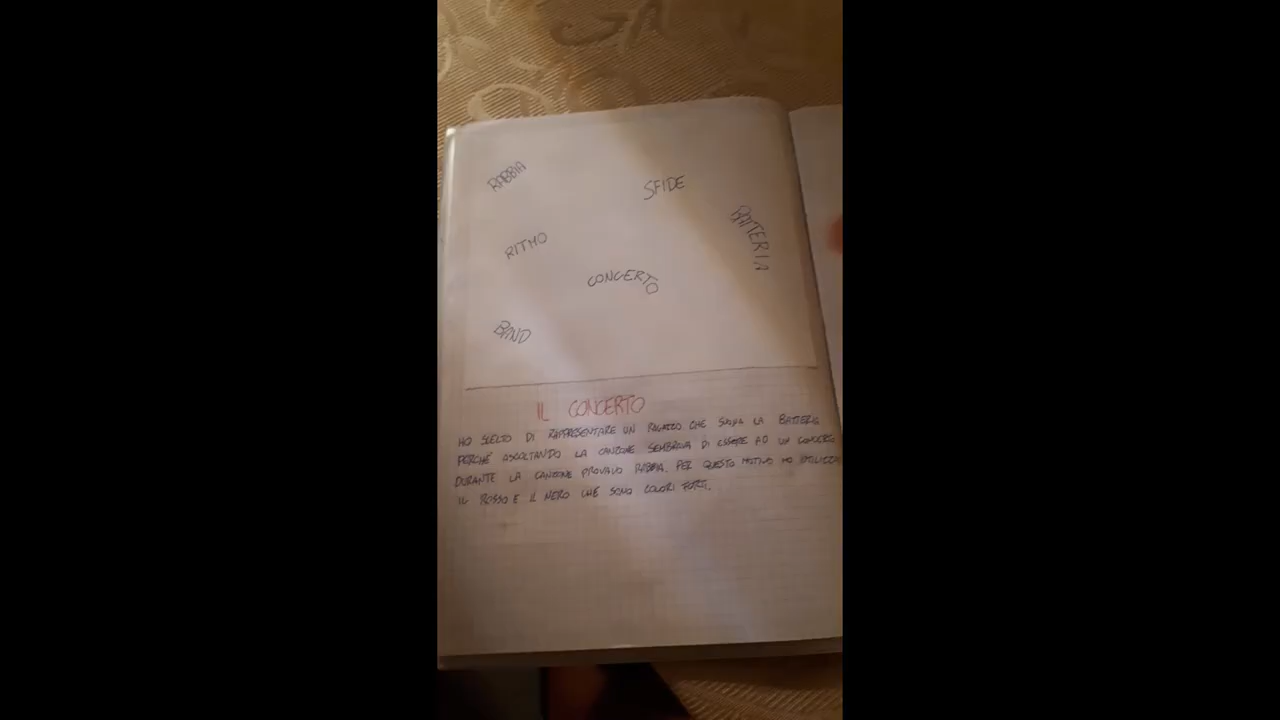 RABBIA
SFIDE
BATTERIA
RITMO
CONCERTO
BAND
IL CONCERTO
HO SCELTO DI RAPPRESENTARE UN RAGAZZO CHE SUONA LA BATTERIA
PERCHÉ ASCOLTANDO LA CANZONE SEMBRAVA DI ESSERE AD UN CONCERTO
DURANTE LA CANZONE PROVAVO RABBIA. PER QUESTO MOTIVO HO UTILIZZA
IL ROSSO E IL NERO CHE SONO COLORI FORTI.